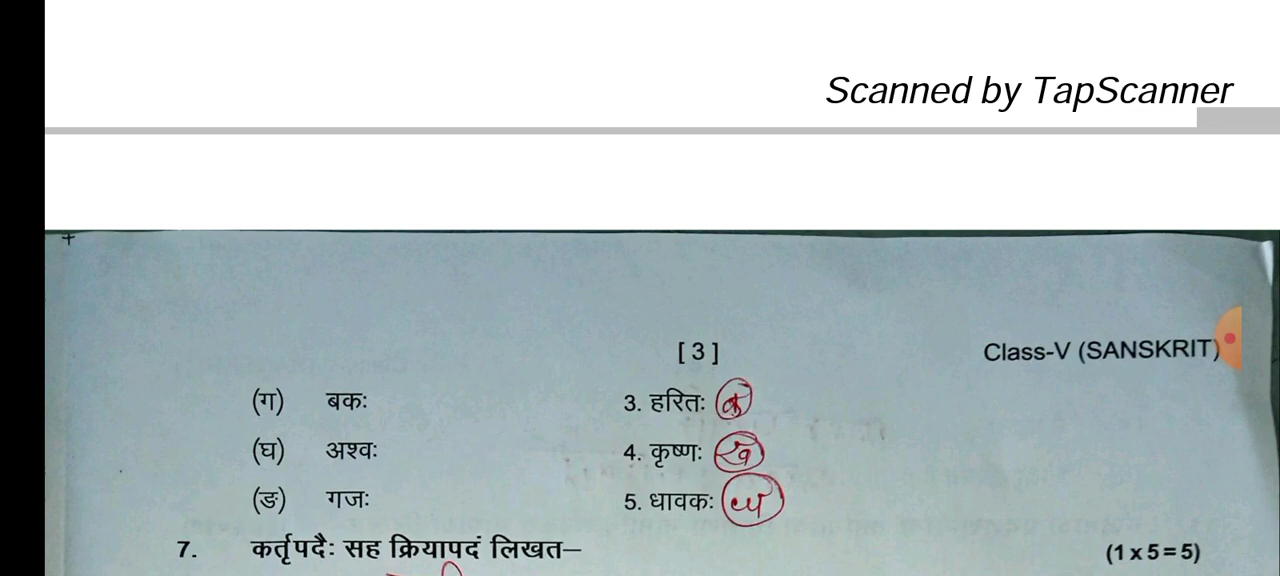 Scanned by TapScanner
[ 3 ]
Class-V (SANSKRIT)
(ग) बकः 3. हरितः क
(घ) अश्वः 4. कृष्णः ख
(ङ) गजः 5. धावकः घ
7. कर्तृपदैः सह क्रियापदं लिखत– (1 x 5 = 5)